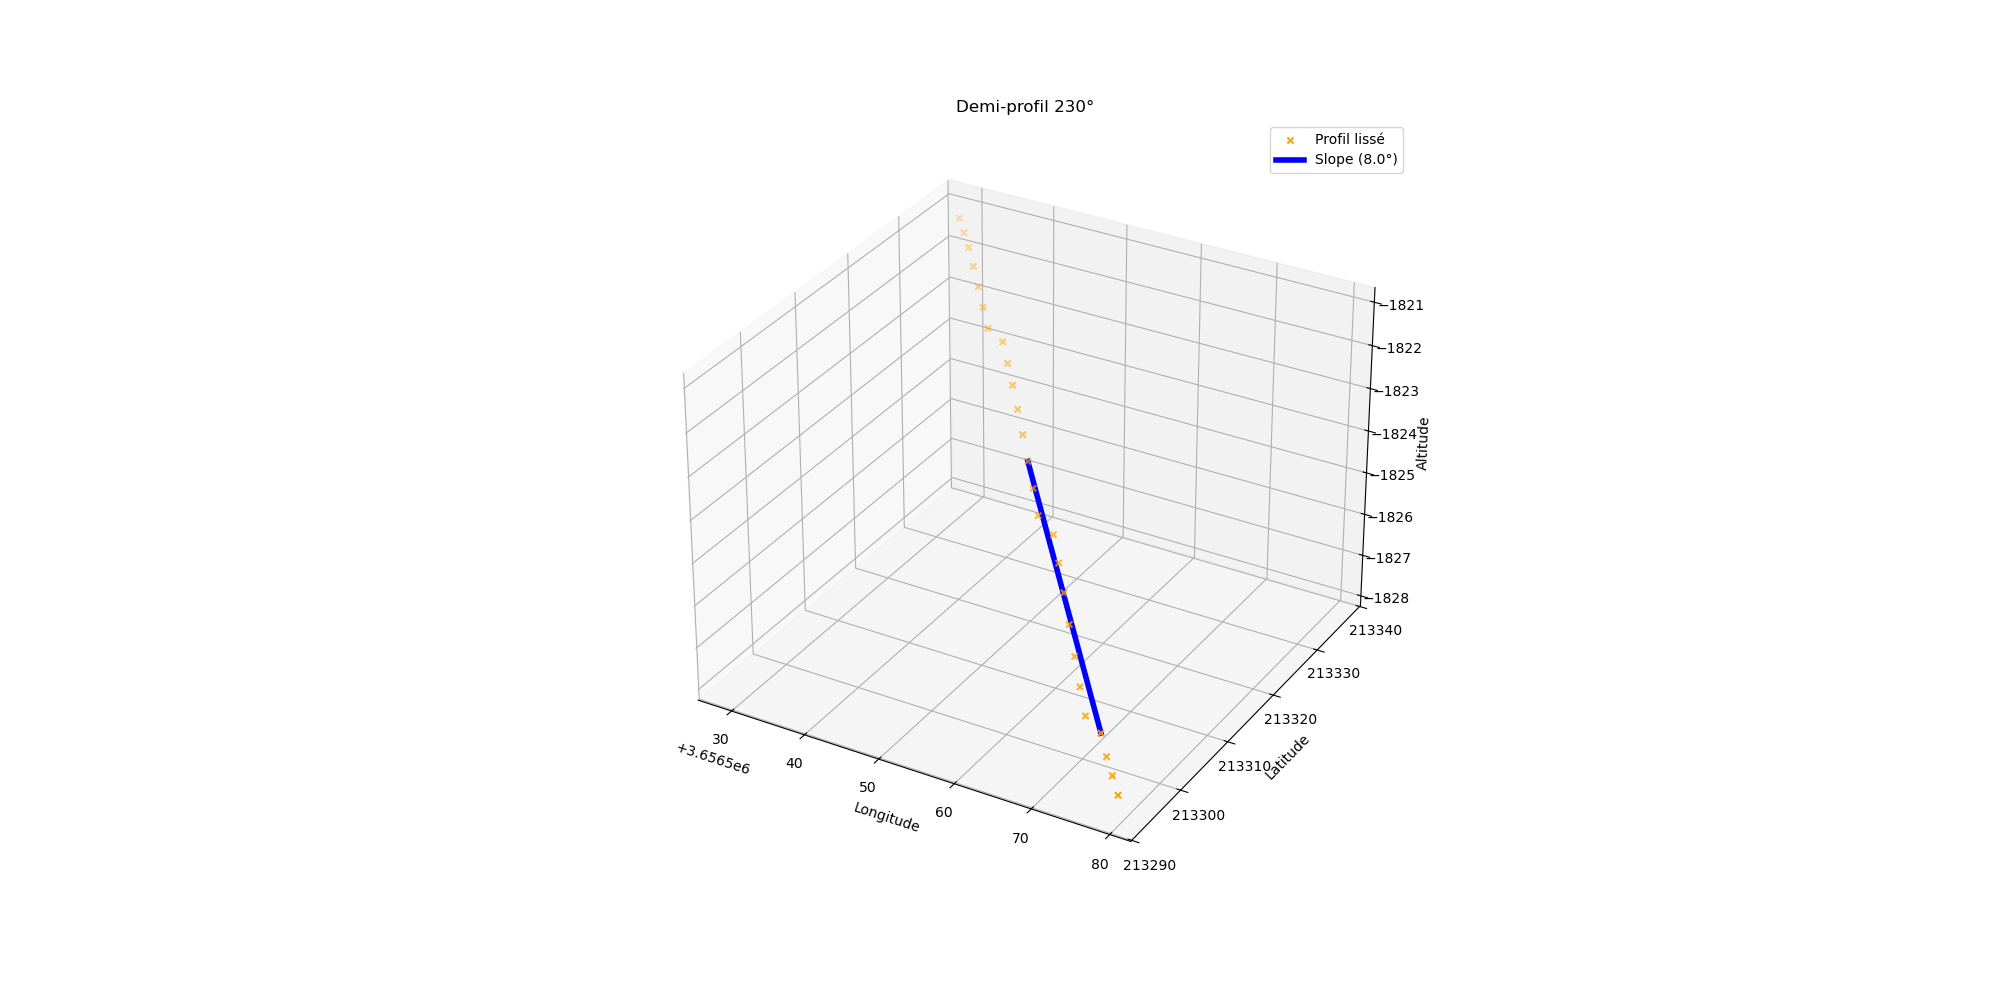 Demi-profil 230°
Profil lissé
Slope (8.0°)
−1821
−1822
−1823
−1824
−1825
−1826
−1827
−1828
Altitude
213340
213330
213320
213310
213300
213290
Latitude
30
40
50
60
70
80
+3.6565e6
Longitude